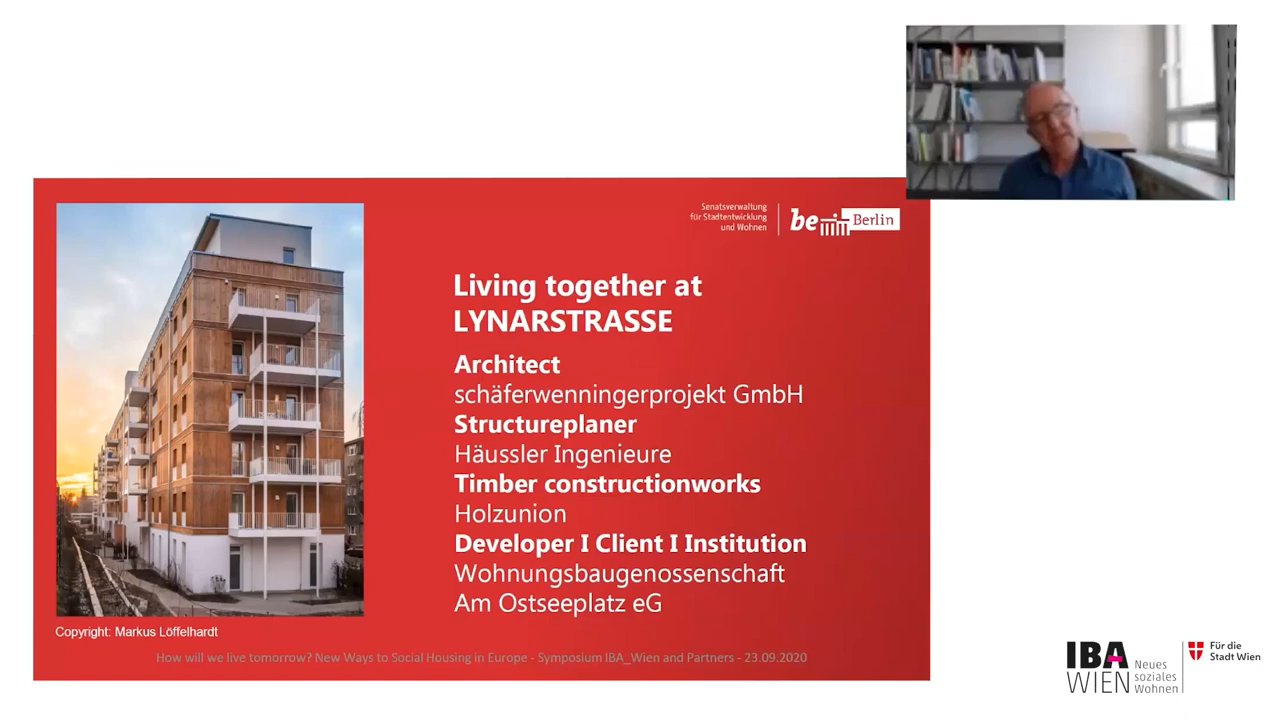 Senatsverwaltung
für Stadtentwicklung
und Wohnen
be Berlin
Living together at
LYNARSTRASSE
Architect
schäferwenningerprojekt GmbH
Structureplaner
Häussler Ingenieure
Timber constructionworks
Holzunion
Developer I Client I Institution
Wohnungsbaugenossenschaft
Am Ostseeplatz eG
Copyright: Markus Löffelhardt
How will we live tomorrow? New Ways to Social Housing in Europe - Symposium IBA_Wien and Partners - 23.09.2020
IBA
WIEN
Neues
soziales
Wohnen
Für die
Stadt Wien